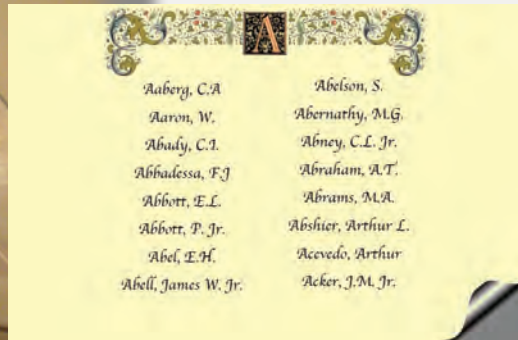 A
Aaberg, C.A
Aaron, W.
Abady, C.I.
Abbadessa, F.J
Abbott, E.L.
Abbott, P. Jr.
Abel, E.H.
Abell, James W. Jr.
Abelson, S.
Abernathy, M.G.
Abney, C.L. Jr.
Abraham, A.T.
Abrams, M.A.
Abshier, Arthur L.
Acevedo, Arthur
Acker, J.M. Jr.